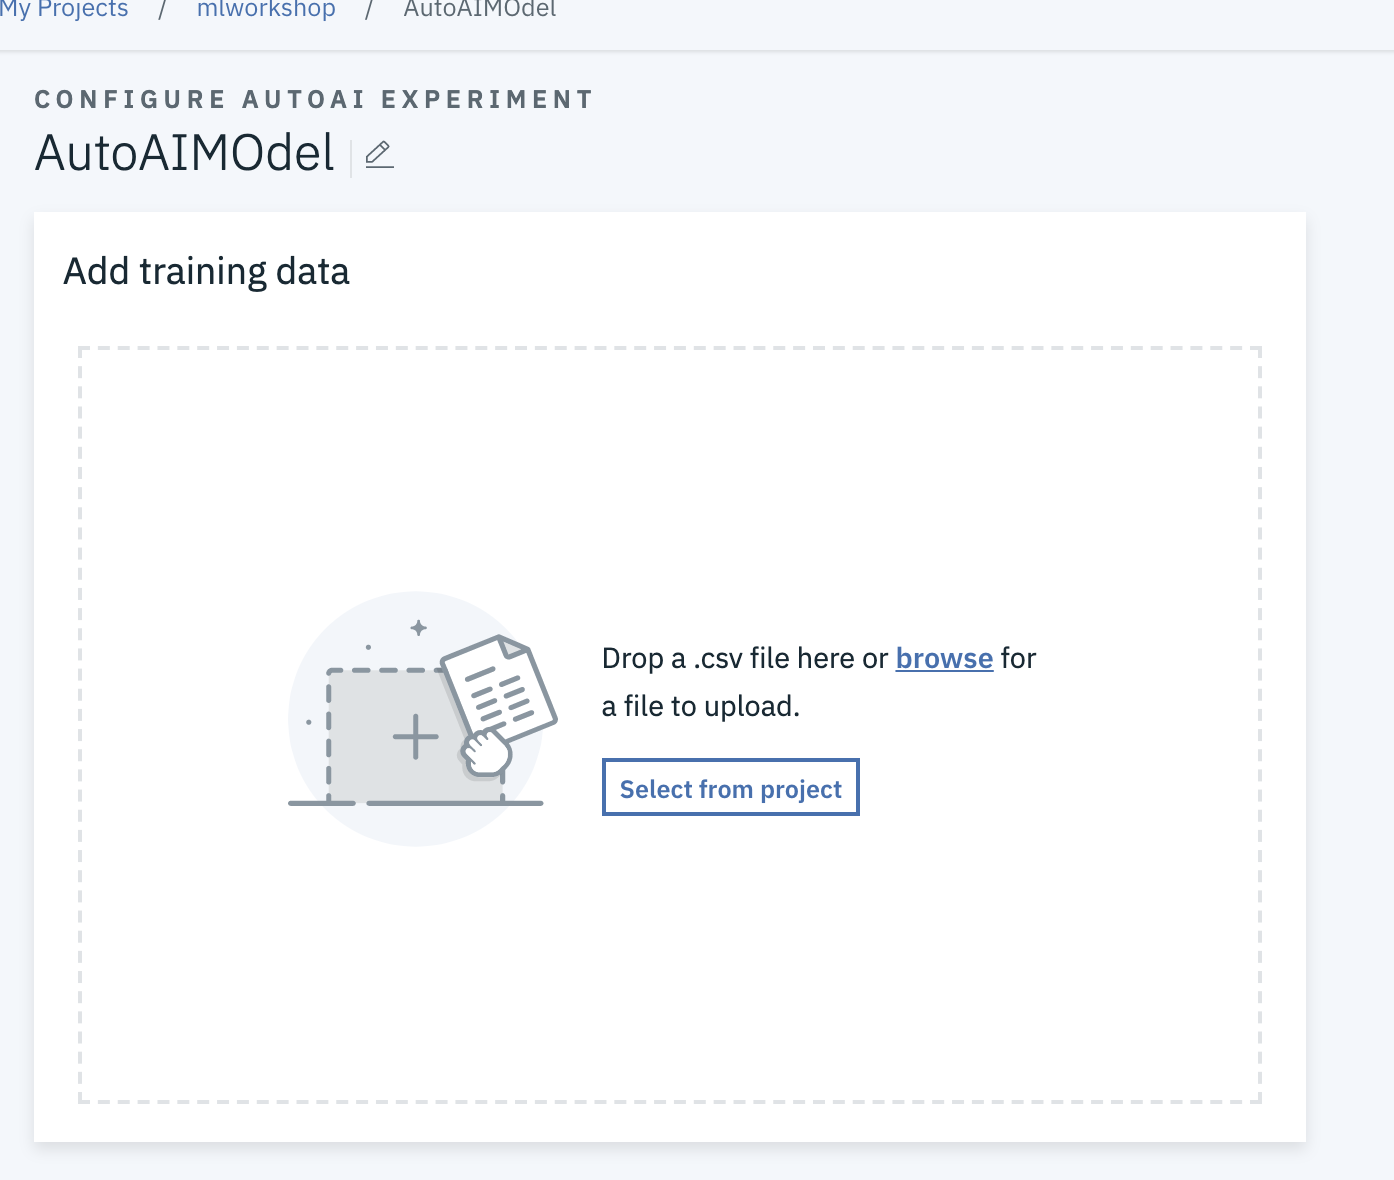 My Projects / mlworkshop / AutoAIMOdel
CONFIGURE AUTOAI EXPERIMENT
AutoAIMOdel
Add training data
Drop a .csv file here or browse for
a file to upload.
Select from project